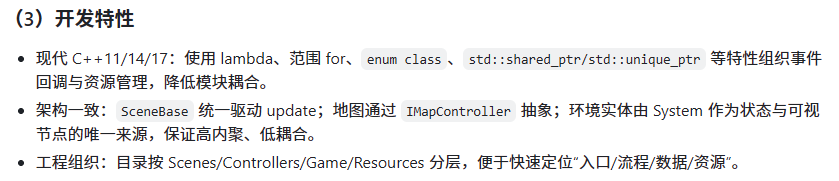 （3）开发特性
• 现代 C++11/14/17：使用 lambda、范围 for、enum class、std::shared_ptr/std::unique_ptr 等特性组织事件
回调与资源管理，降低模块耦合。
• 架构一致：SceneBase 统一驱动 update；地图通过 IMapController 抽象；环境实体由 System 作为状态与可视
节点的唯一来源，保证高内聚、低耦合。
• 工程组织：目录按 Scenes/Controllers/Game/Resources 分层，便于快速定位“入口/流程/数据/资源”。